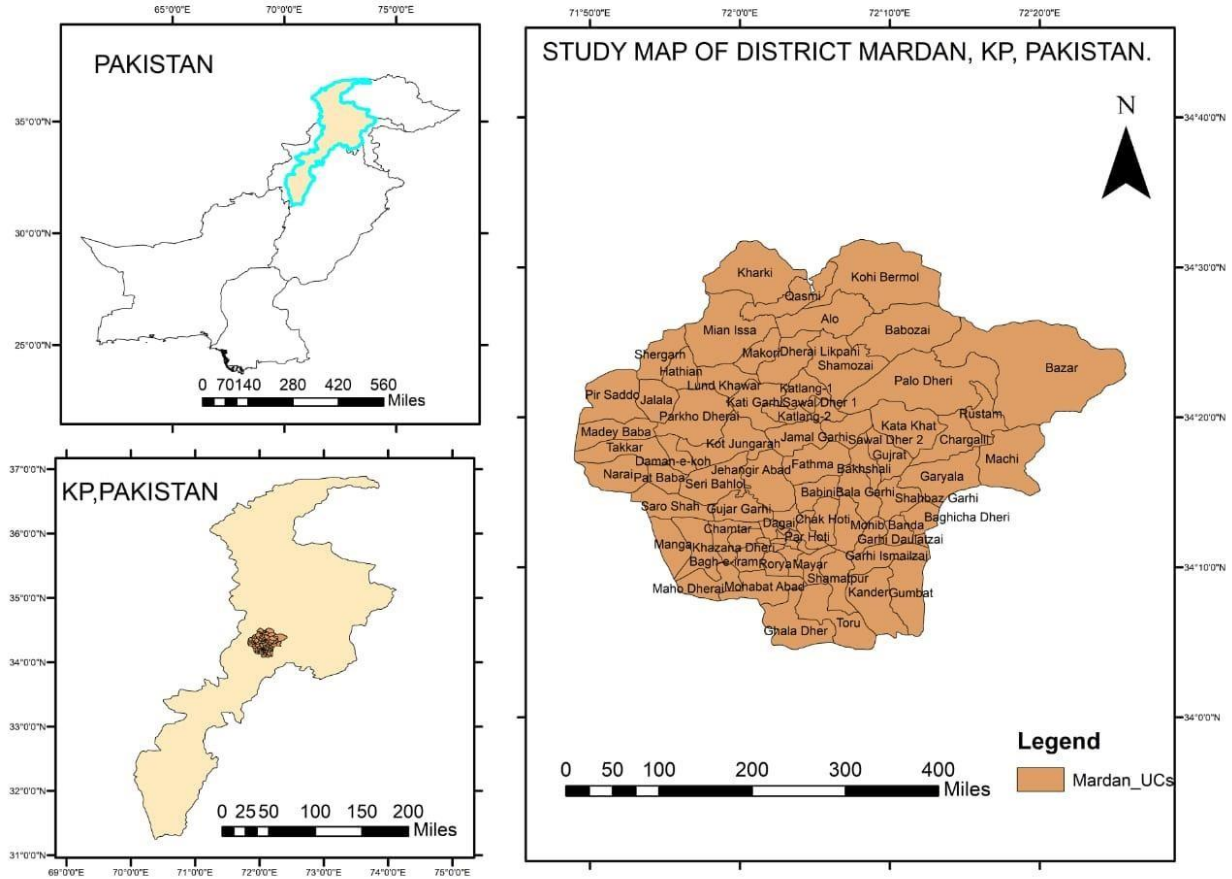 65°0'0"E 70°0'0"E 75°0'0"E
PAKISTAN
35°0'0"N
30°0'0"N
25°0'0"N
0 70 140 280 420 560
Miles
37°0'0"N
KP,PAKISTAN
36°0'0"N
35°0'0"N
34°0'0"N
33°0'0"N
32°0'0"N
31°0'0"N
0 25 50 100 150 200
Miles
69°0'0"E 70°0'0"E 71°0'0"E 72°0'0"E 73°0'0"E 74°0'0"E 75°0'0"E
71°50'0"E 72°0'0"E 72°10'0"E 72°20'0"E
STUDY MAP OF DISTRICT MARDAN, KP, PAKISTAN.
N
34°40'0"N
34°30'0"N
34°20'0"N
34°10'0"N
34°0'0"N
Kharki
Kohi Bermol
Qasmi
Alo
Mian Issa
Babozai
Makori
Dherai Likpani
Shergarh
Shamozai
Bazar
Hathian
Palo Dheri
Lund Khawar
Katlang-1
Pir Saddo
Jalala
Kati Garhi
Sawal Dher 1
Parkho Dherai
Katlang-2
Rustam
Kata Khat
Madey Baba
Takkar
Kot Jungarah
Jamal Garhi
Sawal Dher 2
Chargalli
Gujrat
Machi
Daman-e-koh
Jehangir Abad
Fathma
Bakhshali
Narai
Pat Baba
Seri Bahlol
Garyala
Babini
Bala Garhi
Shahbaz Garhi
Saro Shah
Gujar Garhi
Dagai
Chak Hoti
Mohib Banda
Baghicha Dheri
Chamtar
Par Hoti
Garhi Daulatzai
Manga
Khazana Dheri
Garhi Ismailzai
Bagh-e-Iram
Rorya
Mayar
Shamatpur
Maho Dherai
Mohabat Abad
Kander
Gumbat
Ghala Dher
Toru
Legend
Mardan_UCs
0 50 100 200 300 400
Miles